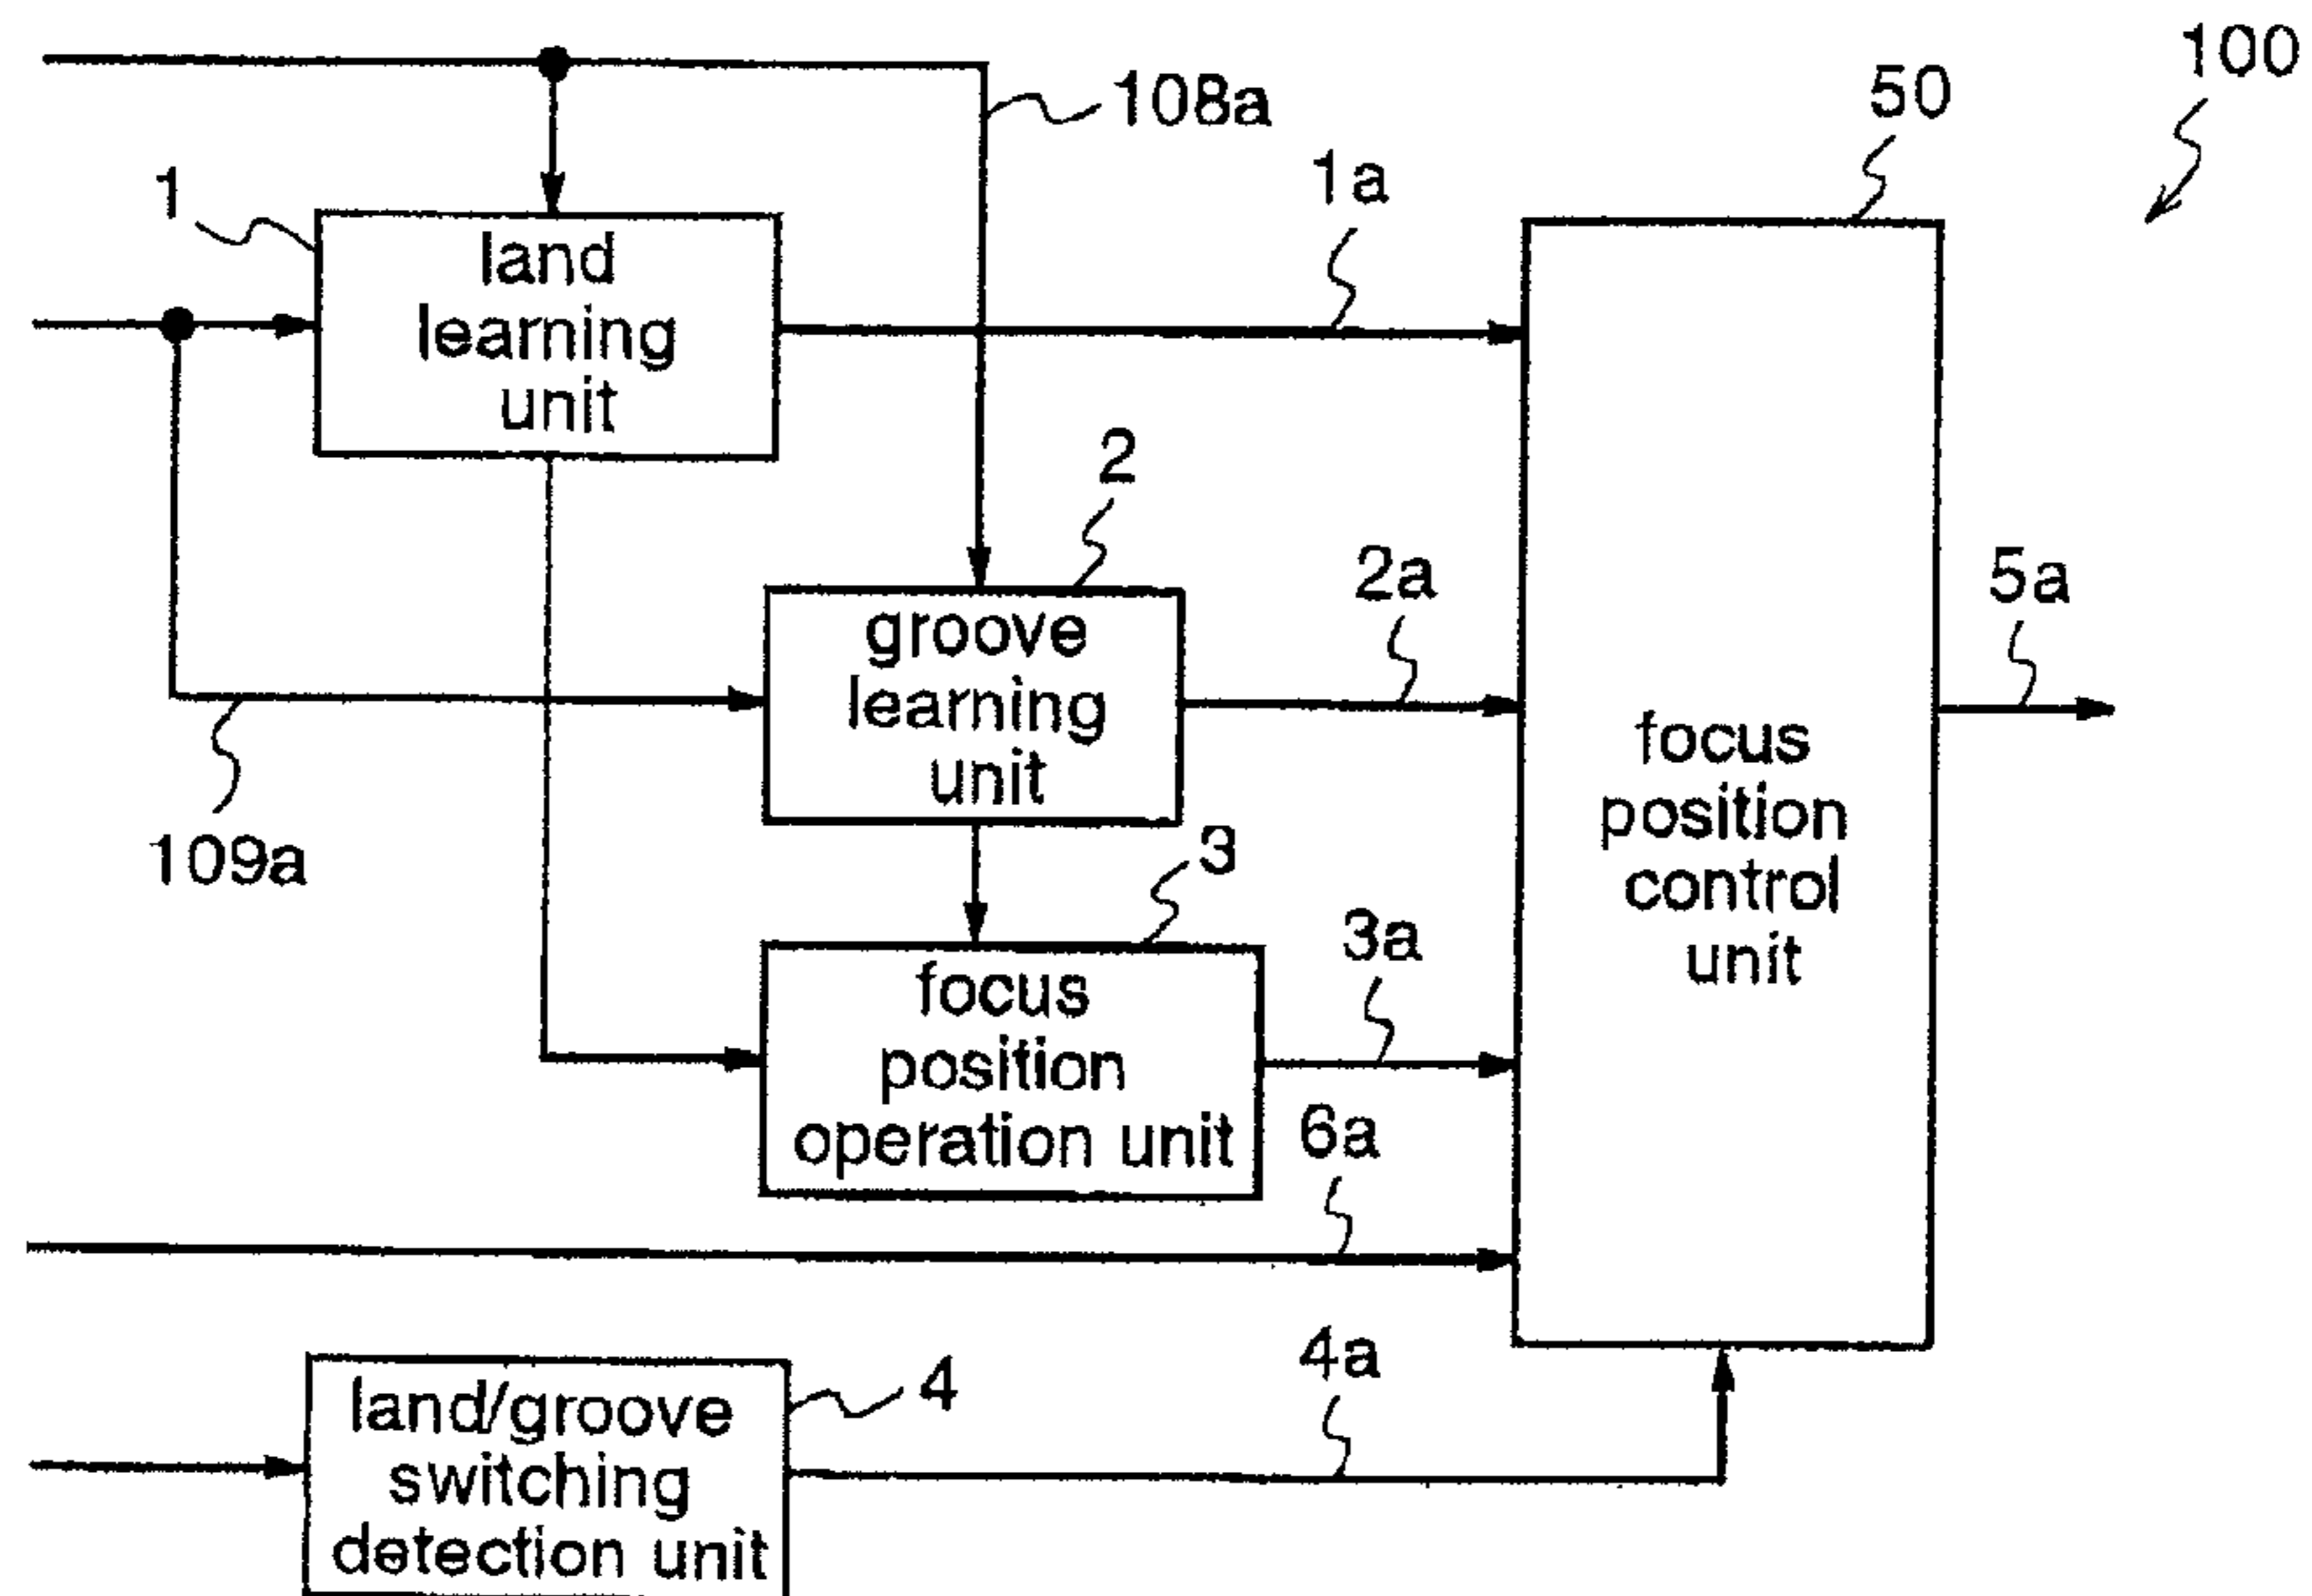 100
50
108a
1a
1
land
learning
unit
2
2a
5a
groove
learning
unit
focus
position
control
unit
109a
3
3a
focus
position
operation unit
6a
4a
4
land/groove
switching
detection unit